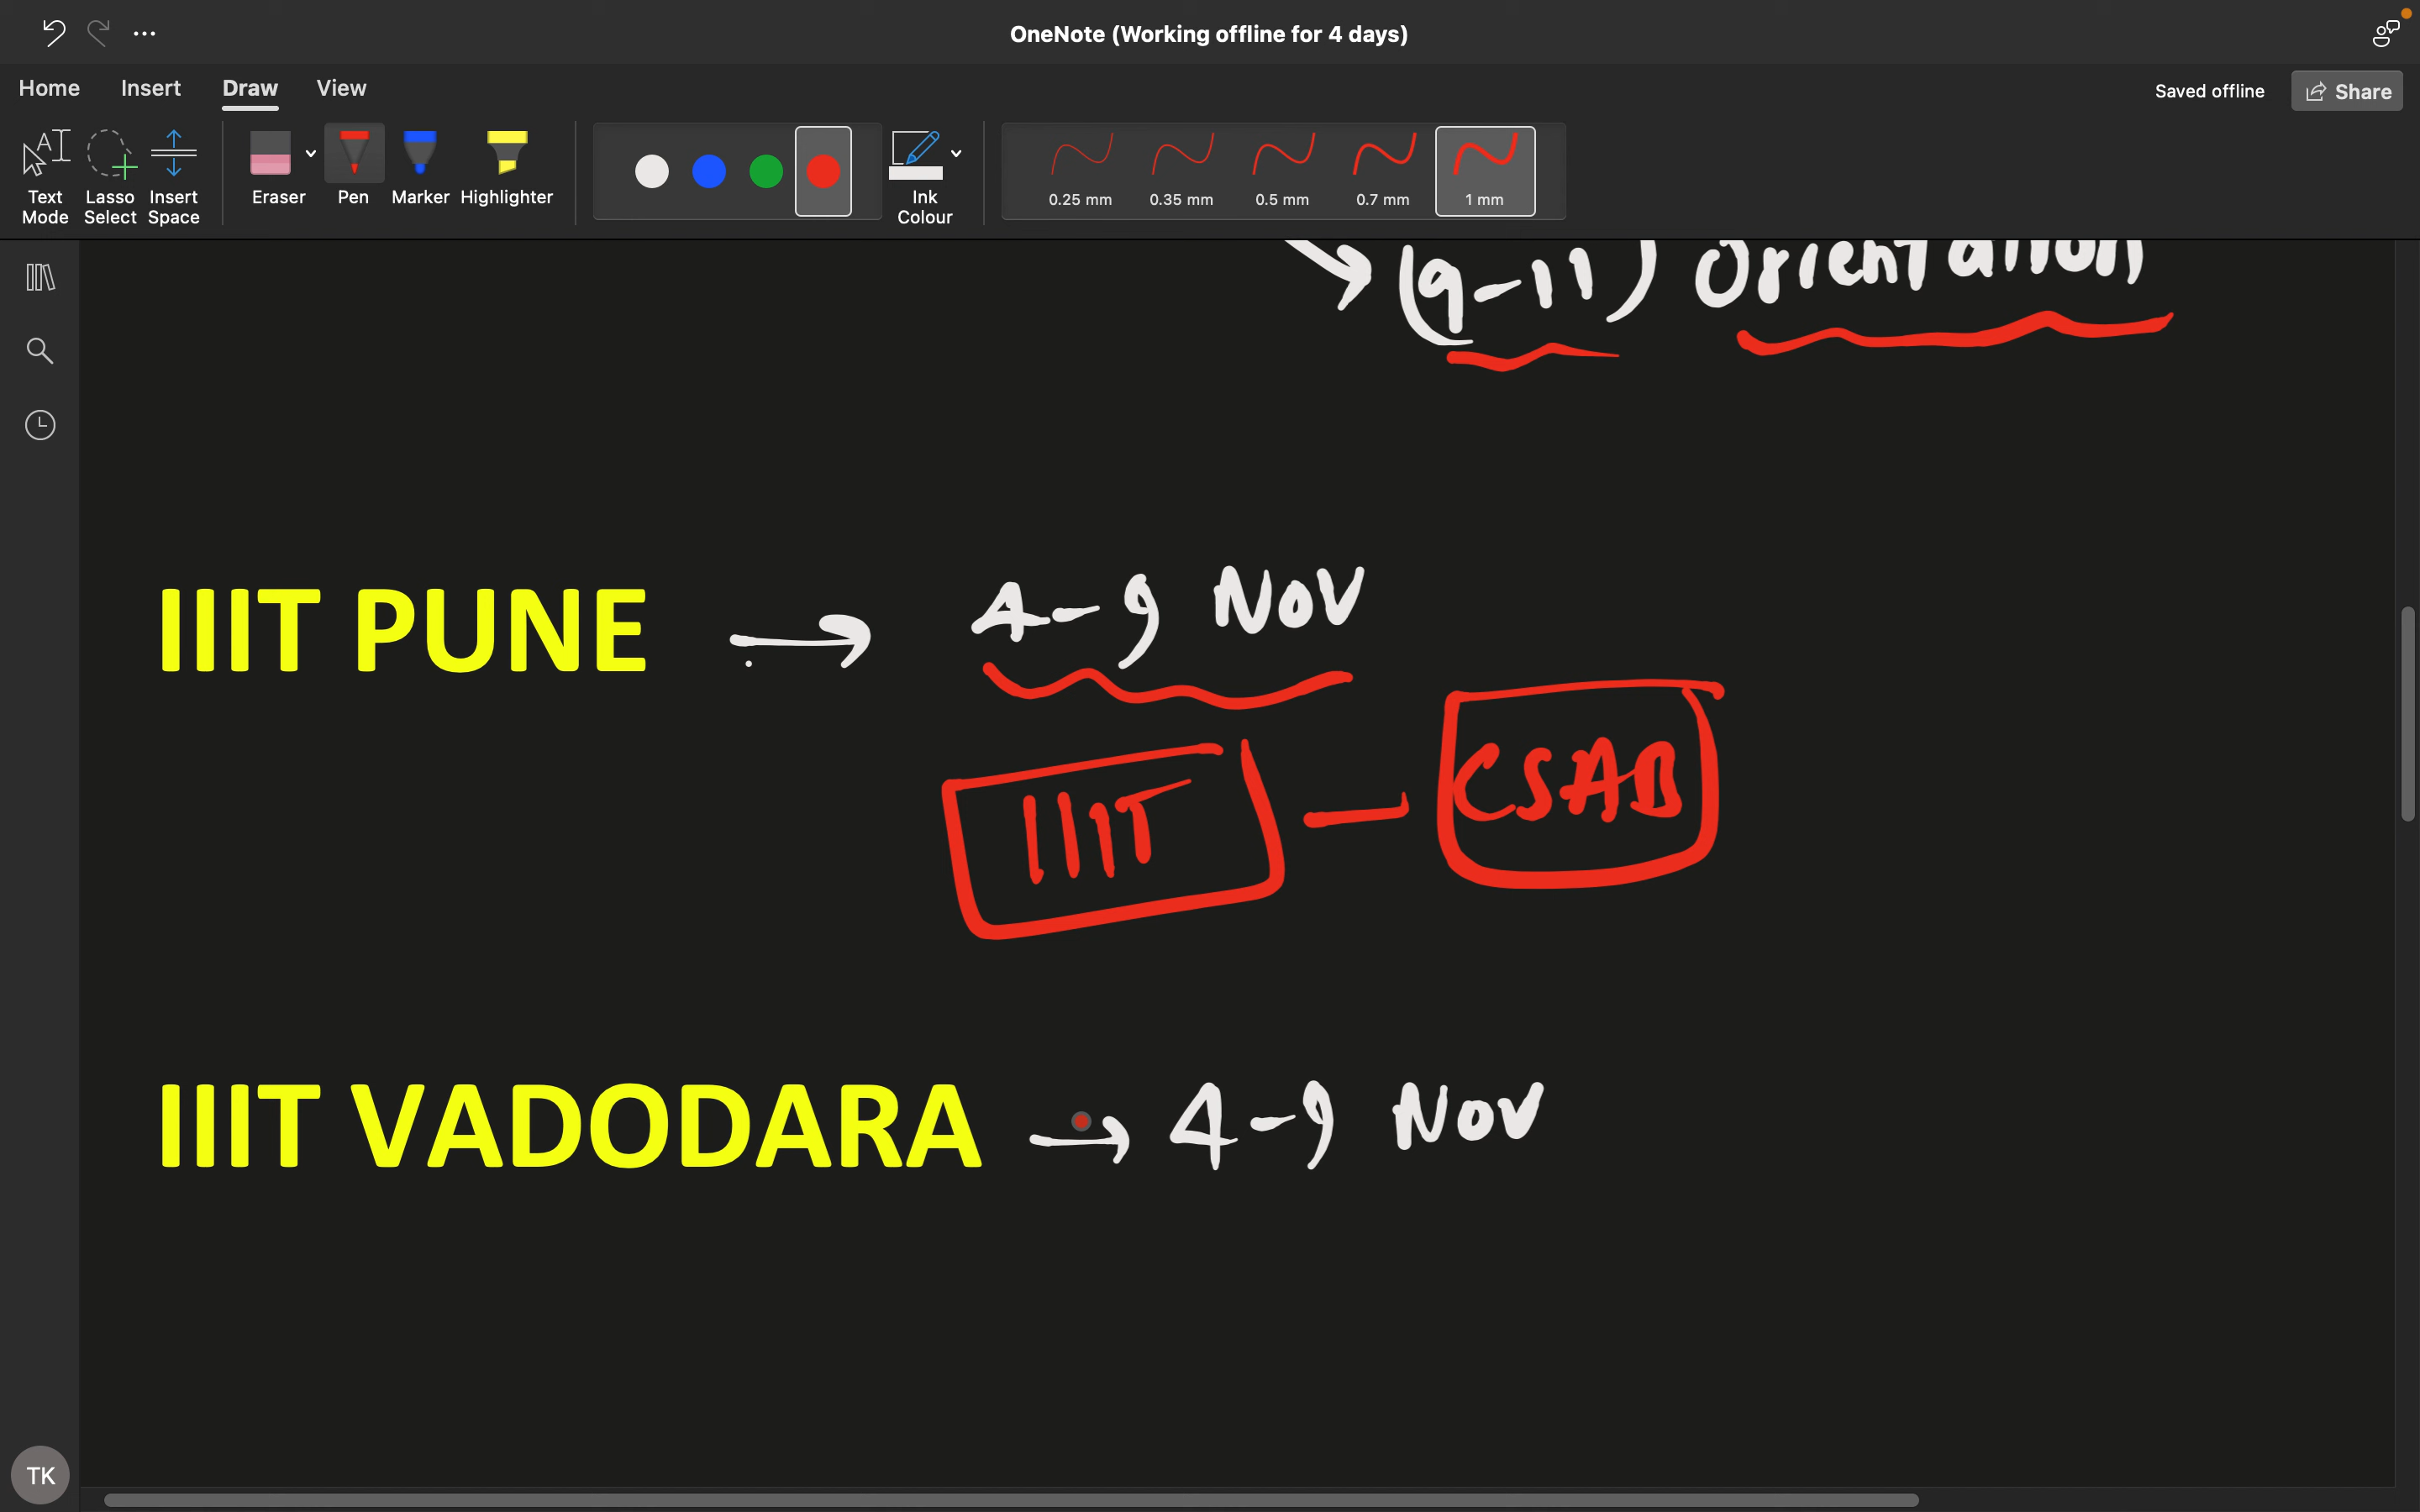 OneNote (Working offline for 4 days)
Home Insert Draw View
Saved offline Share
Text Mode Lasso Select Insert Space Eraser Pen Marker Highlighter Ink Colour 0.25 mm 0.35 mm 0.5 mm 0.7 mm 1 mm
(9-11) Orientation
IIIT PUNE → 4-9 Nov
IIIT - CSAB
IIIT VADODARA → 4-9 Nov
TK